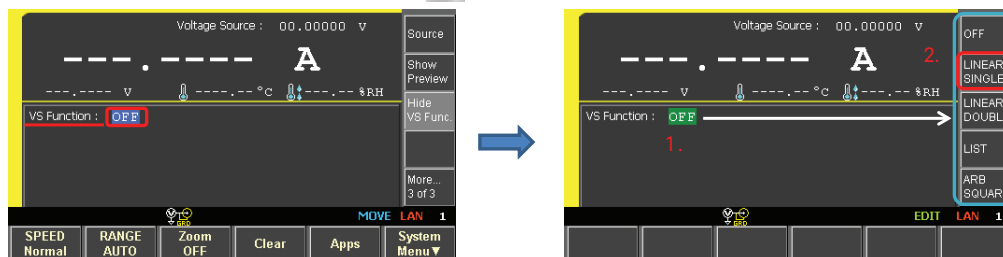 Voltage Source : 00.00000 V
Source
---.---- A
Show
Preview
---.---- V ----.--°C ---.--%RH
Hide
VS Func.
VS Function : OFF
More...
3 of 3
GRD
MOVE LAN 1
SPEED
Normal
RANGE
AUTO
Zoom
OFF
Clear
Apps
System
Menu▼
Voltage Source : 00.00000 V
OFF
2.
---.---- A
LINEAR
SINGLE
---.---- V ----.--°C ---.--%RH
LINEAR
DOUBL
VS Function : OFF
1.
LIST
ARB
SQUAR
GRD
EDIT LAN 1